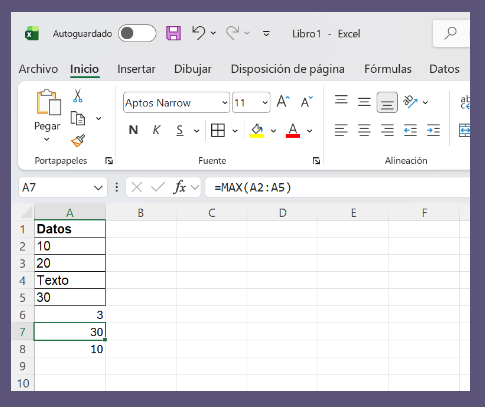 Autoguardado Libro1 - Excel
Archivo Inicio Insertar Dibujar Disposición de página Fórmulas Datos
Pegar
Aptos Narrow 11 A A ab
N K S A
Portapapeles Fuente Alineación
A7 fx =MAX(A2:A5)
A B C D E F
1 Datos
2 10
3 20
4 Texto
5 30
6 3
7 30
8 10
9
10